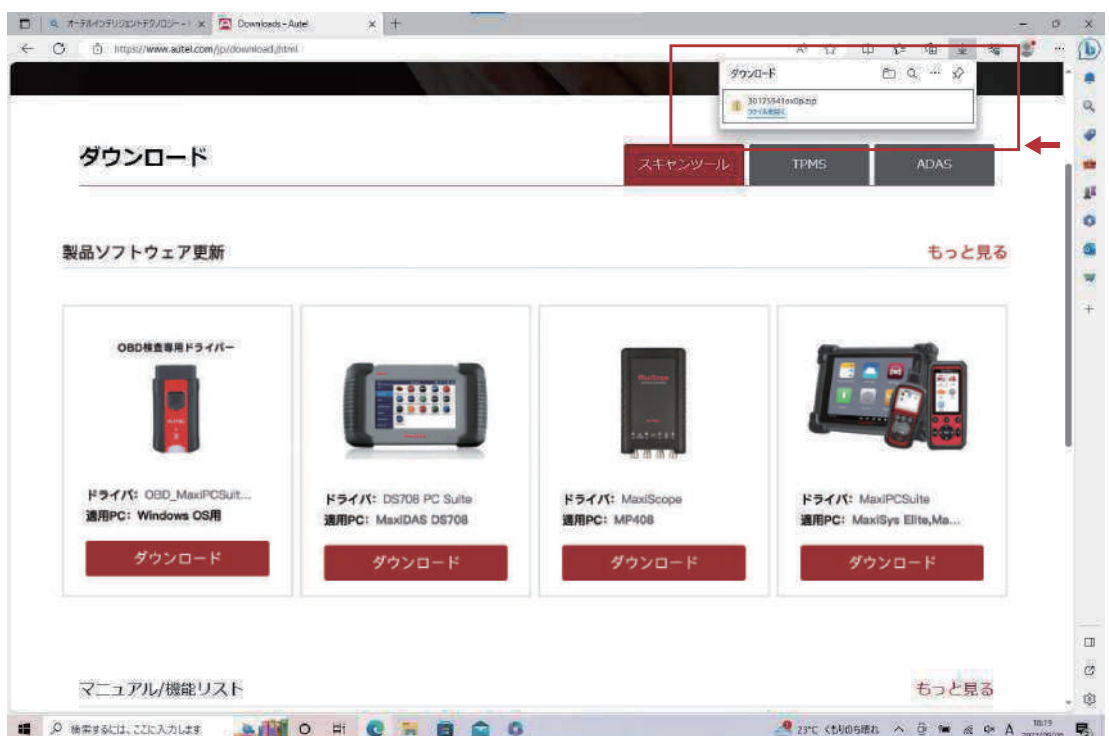 オーテルインテリジェントテクノロジー - 
Downloads - Autel
https://www.autel.com/jp/download.jhtml
ダウンロード
ファイルを開く
ダウンロード
スキャンツール
TPMS
ADAS
製品ソフトウェア更新
もっと見る
OBD検査専用ドライバー
ドライバ: OBD_MaxiPCSuit...
適用PC: Windows OS用
ダウンロード
ドライバ: DS708 PC Suite
適用PC: MaxiDAS DS708
ダウンロード
MaxiScope
ドライバ: MaxiScope
適用PC: MP408
ダウンロード
ドライバ: MaxiPCSuite
適用PC: MaxiSys Elite,Ma...
ダウンロード
マニュアル/機能リスト
もっと見る
検索するには、ここに入力します
23°C くもりのち晴れ
A